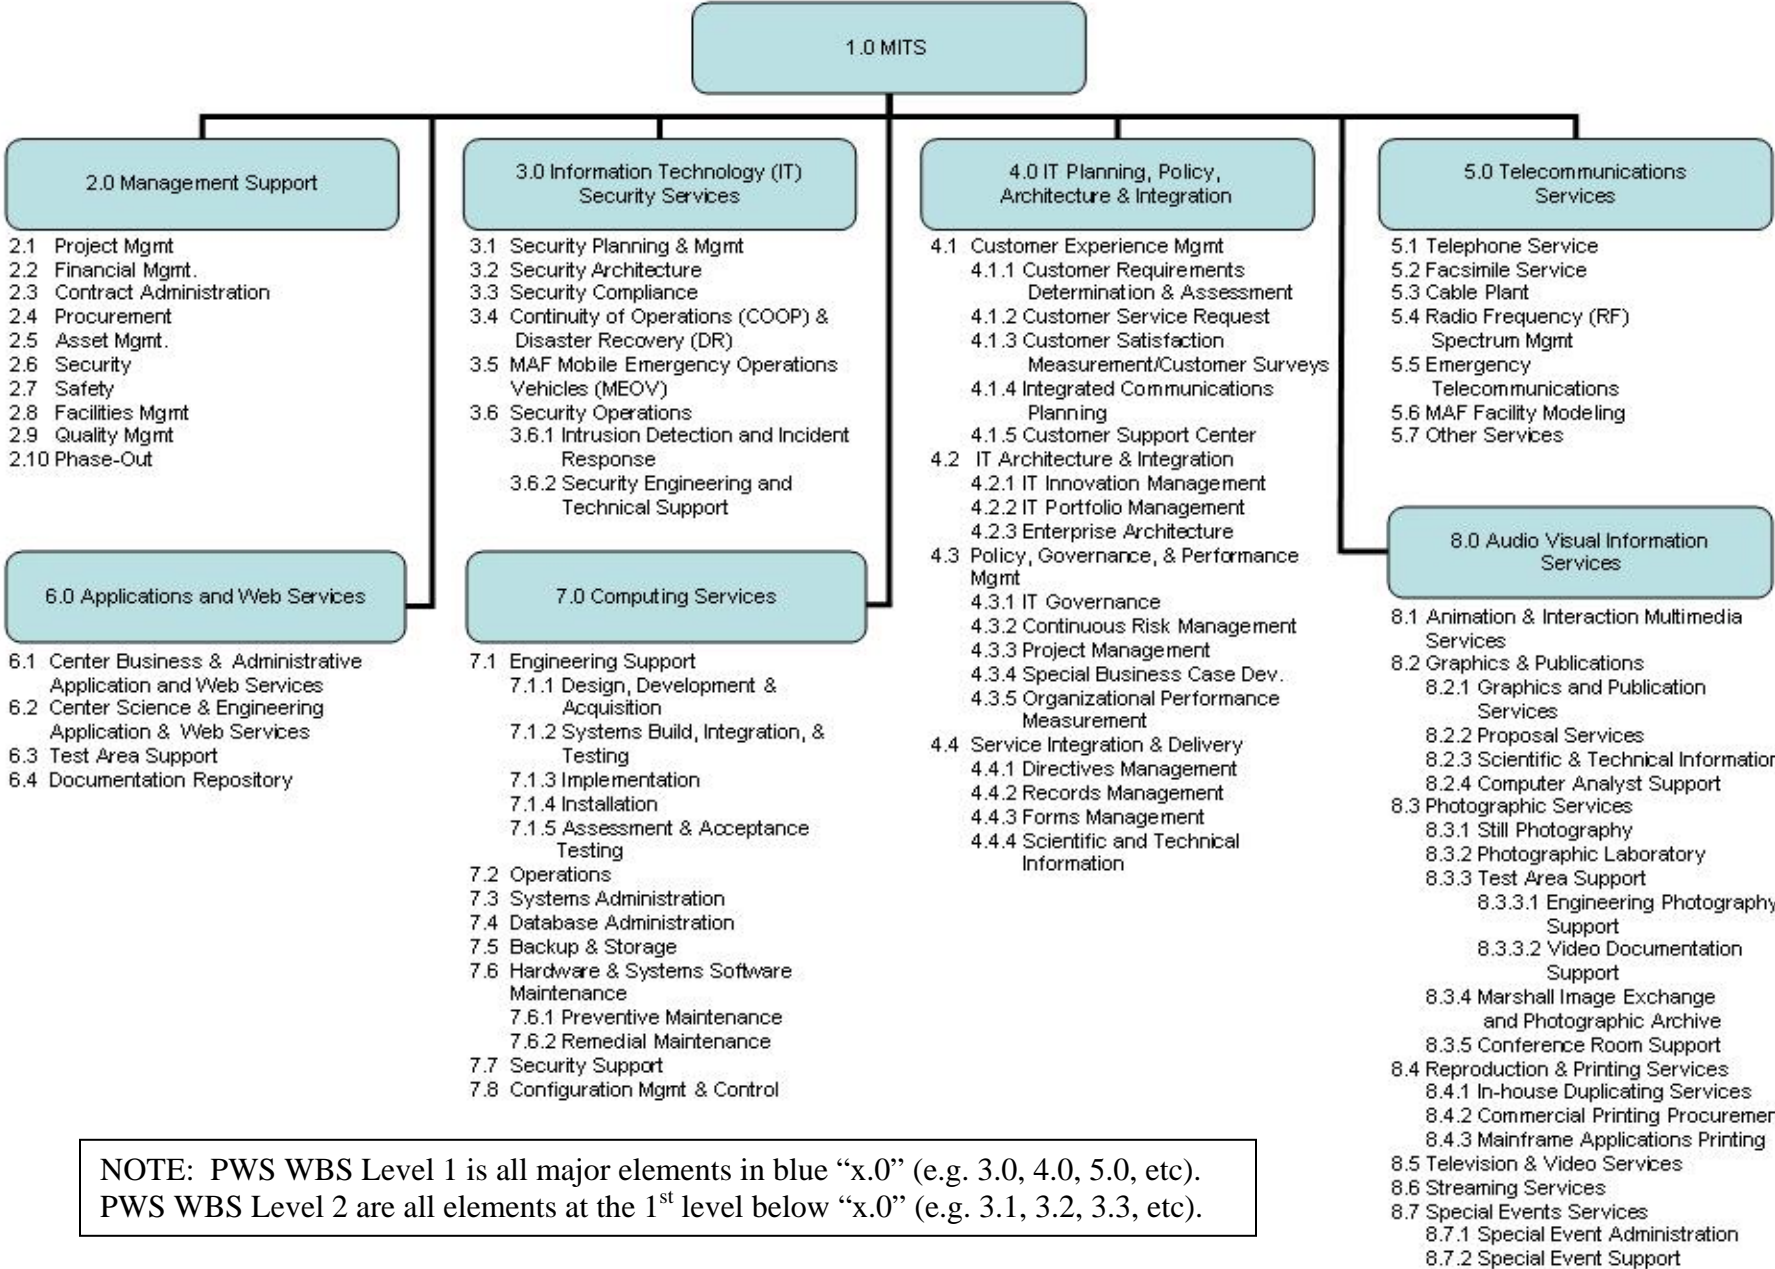 1.0 MITS
2.0 Management Support
2.1 Project Mgmt
2.2 Financial Mgmt.
2.3 Contract Administration
2.4 Procurement
2.5 Asset Mgmt.
2.6 Security
2.7 Safety
2.8 Facilities Mgmt
2.9 Quality Mgmt
2.10 Phase-Out
3.0 Information Technology (IT)
Security Services
3.1 Security Planning & Mgmt
3.2 Security Architecture
3.3 Security Compliance
3.4 Continuity of Operations (COOP) &
Disaster Recovery (DR)
3.5 MAF Mobile Emergency Operations
Vehicles (MEOV)
3.6 Security Operations
3.6.1 Intrusion Detection and Incident
Response
3.6.2 Security Engineering and
Technical Support
4.0 IT Planning, Policy,
Architecture & Integration
4.1 Customer Experience Mgmt
4.1.1 Customer Requirements
Determination & Assessment
4.1.2 Customer Service Request
4.1.3 Customer Satisfaction
Measurement/Customer Surveys
4.1.4 Integrated Communications
Planning
4.1.5 Customer Support Center
4.2 IT Architecture & Integration
4.2.1 IT Innovation Management
4.2.2 IT Portfolio Management
4.2.3 Enterprise Architecture
4.3 Policy, Governance, & Performance
Mgmt
4.3.1 IT Governance
4.3.2 Continuous Risk Management
4.3.3 Project Management
4.3.4 Special Business Case Dev.
4.3.5 Organizational Performance
Measurement
4.4 Service Integration & Delivery
4.4.1 Directives Management
4.4.2 Records Management
4.4.3 Forms Management
4.4.4 Scientific and Technical
Information
5.0 Telecommunications
Services
5.1 Telephone Service
5.2 Facsimile Service
5.3 Cable Plant
5.4 Radio Frequency (RF)
Spectrum Mgmt
5.5 Emergency
Telecommunications
5.6 MAF Facility Modeling
5.7 Other Services
6.0 Applications and Web Services
6.1 Center Business & Administrative
Application and Web Services
6.2 Center Science & Engineering
Application & Web Services
6.3 Test Area Support
6.4 Documentation Repository
7.0 Computing Services
7.1 Engineering Support
7.1.1 Design, Development &
Acquisition
7.1.2 Systems Build, Integration, &
Testing
7.1.3 Implementation
7.1.4 Installation
7.1.5 Assessment & Acceptance
Testing
7.2 Operations
7.3 Systems Administration
7.4 Database Administration
7.5 Backup & Storage
7.6 Hardware & Systems Software
Maintenance
7.6.1 Preventive Maintenance
7.6.2 Remedial Maintenance
7.7 Security Support
7.8 Configuration Mgmt & Control
8.0 Audio Visual Information
Services
8.1 Animation & Interaction Multimedia
Services
8.2 Graphics & Publications
8.2.1 Graphics and Publication
Services
8.2.2 Proposal Services
8.2.3 Scientific & Technical Information
8.2.4 Computer Analyst Support
8.3 Photographic Services
8.3.1 Still Photography
8.3.2 Photographic Laboratory
8.3.3 Test Area Support
8.3.3.1 Engineering Photography
Support
8.3.3.2 Video Documentation
Support
8.3.4 Marshall Image Exchange
and Photographic Archive
8.3.5 Conference Room Support
8.4 Reproduction & Printing Services
8.4.1 In-house Duplicating Services
8.4.2 Commercial Printing Procuremen
8.4.3 Mainframe Applications Printing
8.5 Television & Video Services
8.6 Streaming Services
8.7 Special Events Services
8.7.1 Special Event Administration
8.7.2 Special Event Support
NOTE: PWS WBS Level 1 is all major elements in blue “x.0” (e.g. 3.0, 4.0, 5.0, etc).
PWS WBS Level 2 are all elements at the 1st level below “x.0” (e.g. 3.1, 3.2, 3.3, etc).